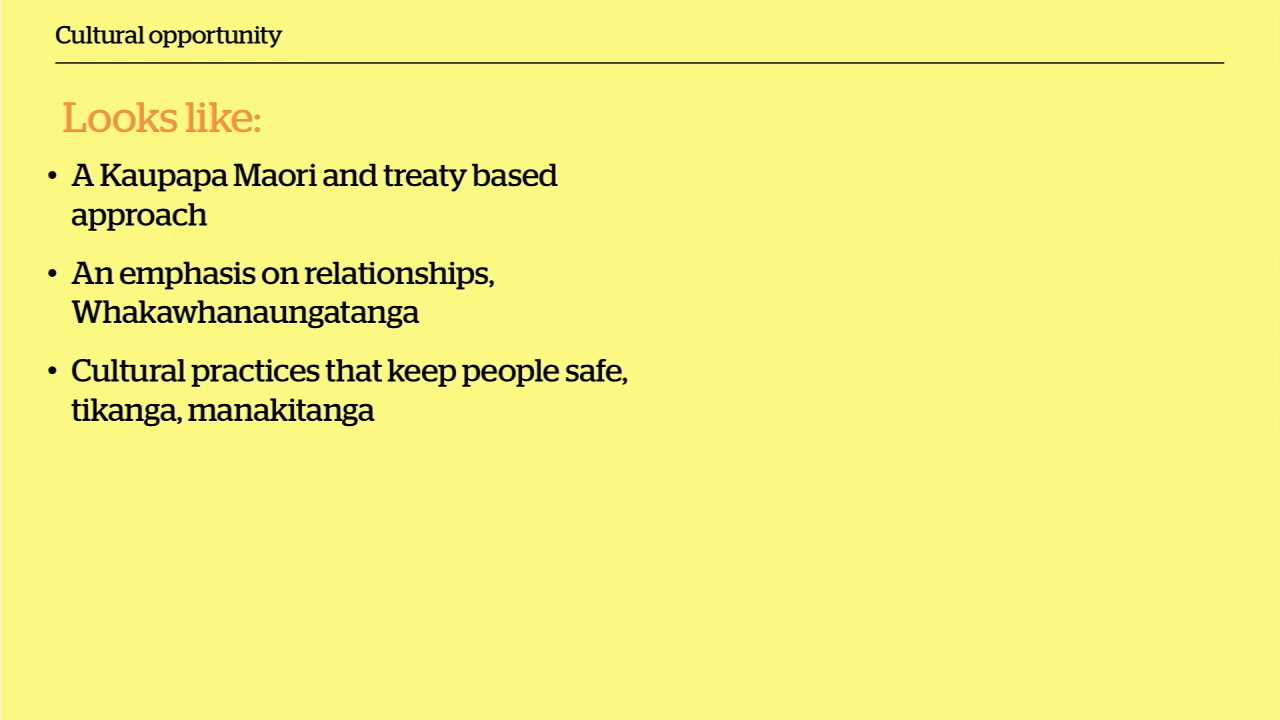 Cultural opportunity
Looks like:
• A Kaupapa Maori and treaty based
approach
• An emphasis on relationships,
Whakawhanaungatanga
• Cultural practices that keep people safe,
tikanga, manakitanga